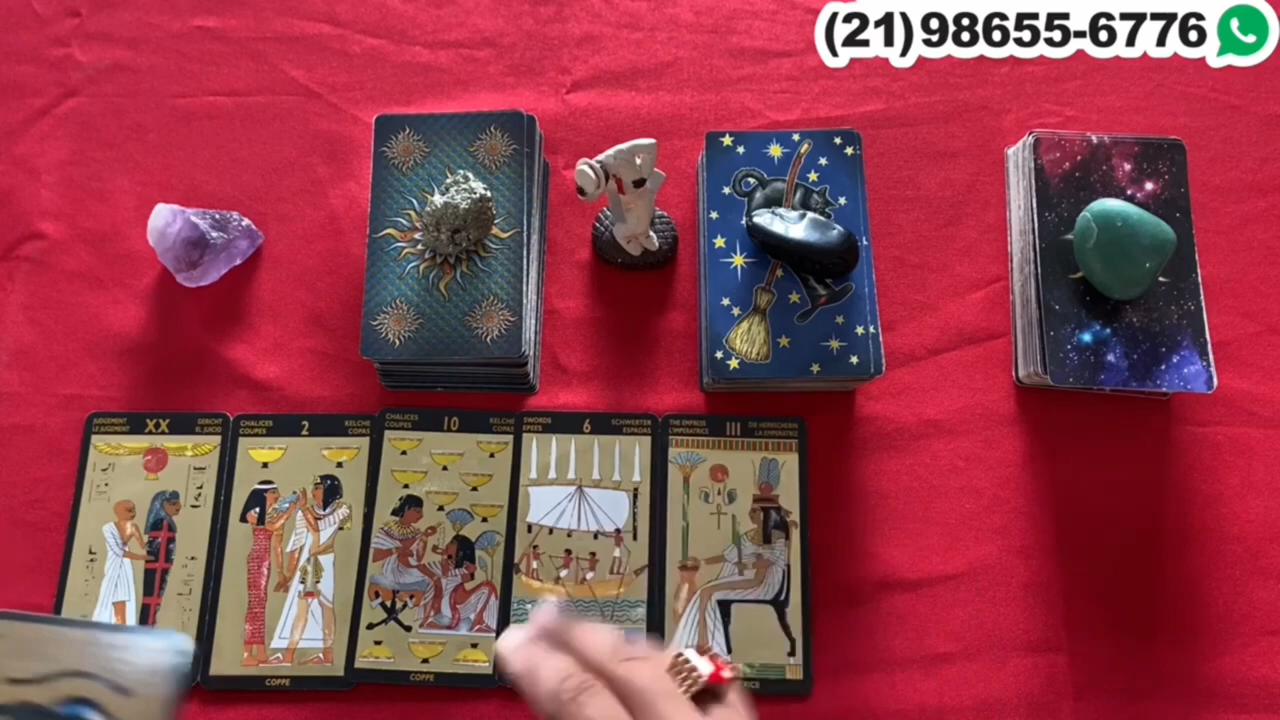 (21)98655-6776
JUDGEMENT XX GERICHT
LE JUGEMENT EL JUICIO
CHALICES 2 KELCHE
COUPES COPAS
CHALICES 10 KELCHE
COUPES COPAS
SWORDS 6 SCHWERTER
EPEES ESPADAS
THE EMPRESS III DIE HERRSCHERIN
L'IMPERATRICE LA EMPERATRIZ
COPPE
COPPE
RICE